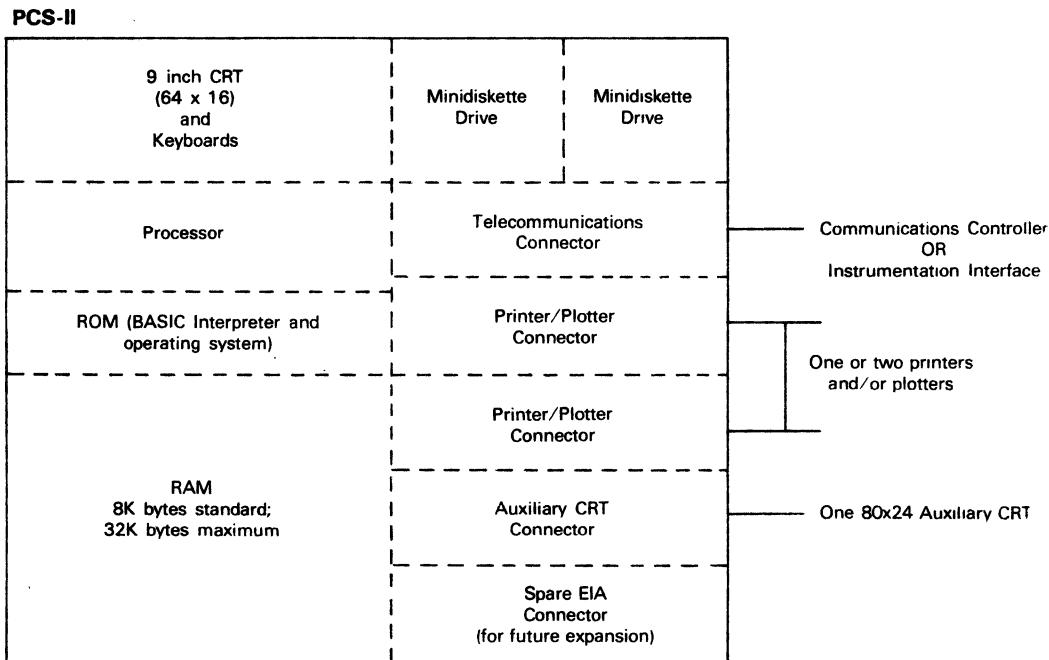 PCS-II
9 inch CRT
(64 x 16)
and
Keyboards
Minidiskette
Drive
Minidiskette
Drive
Processor
Telecommunications
Connector
Communications Controller
OR
Instrumentation Interface
ROM (BASIC Interpreter and
operating system)
Printer/Plotter
Connector
One or two printers
and/or plotters
Printer/Plotter
Connector
RAM
8K bytes standard;
32K bytes maximum
Auxiliary CRT
Connector
One 80x24 Auxiliary CRT
Spare EIA
Connector
(for future expansion)